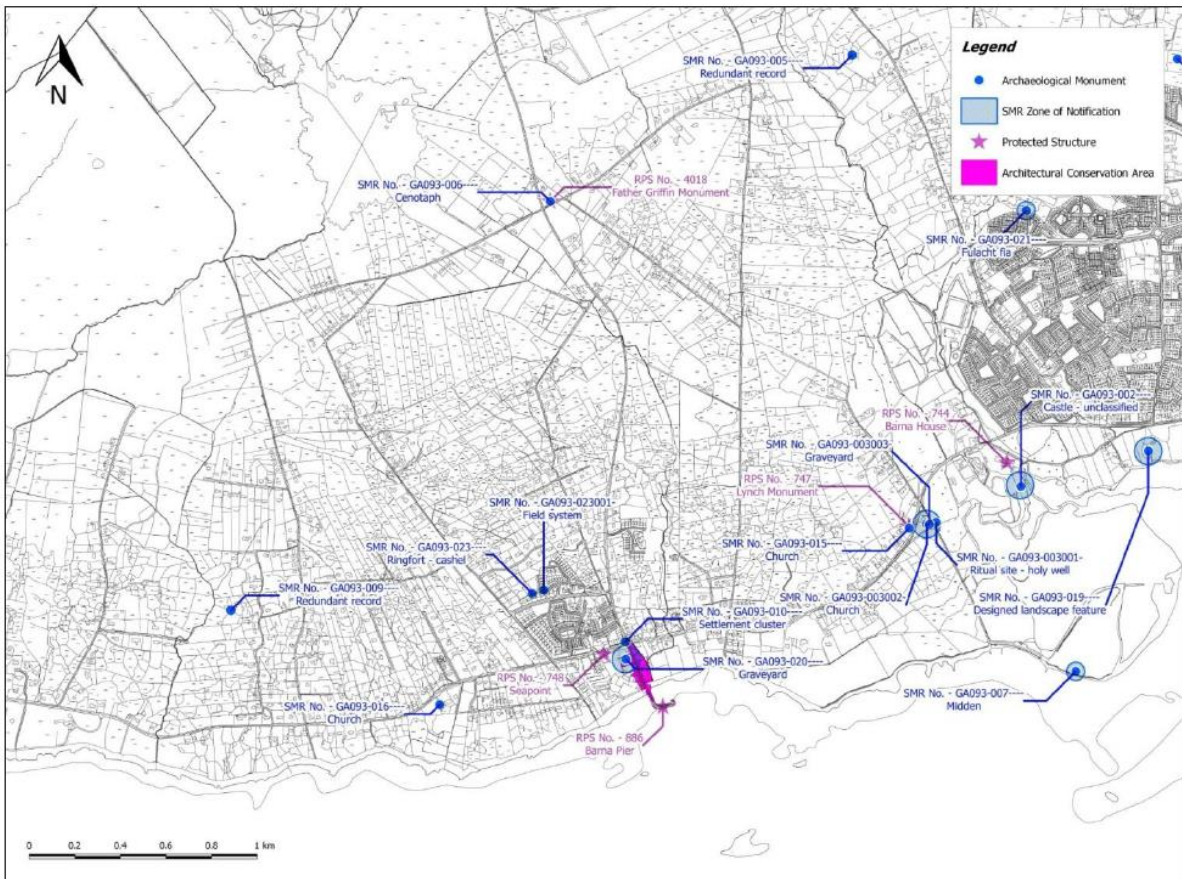 N
SMR No. - GA093-005----
Redundant record
Legend
Archaeological Monument
SMR Zone of Notification
Protected Structure
Architectural Conservation Area
SMR No. - GA093-006----
Cenotaph
RPS No. - 4018
Father Griffin Monument
SMR No. - GA093-021----
Fulacht fia
SMR No. - GA093-002----
Castle - unclassified
RPS No. - 744
Barna House
SMR No. - GA093-003003-
Graveyard
RPS No. - 747
Lynch Monument
SMR No. - GA093-023001-
Field system
SMR No. - GA093-023----
Ringfort - cashel
SMR No. - GA093-015----
Church
SMR No. - GA093-003001-
Ritual site - holy well
SMR No. - GA093-009----
Redundant record
SMR No. - GA093-003002-
Church
SMR No. - GA093-019----
Designed landscape feature
SMR No. - GA093-010----
Settlement cluster
SMR No. - GA093-020----
Graveyard
RPS No. - 748
Seapoint
SMR No. - GA093-007----
Midden
SMR No. - GA093-016----
Church
RPS No. - 886
Barna Pier
0 0.2 0.4 0.6 0.8 1 km